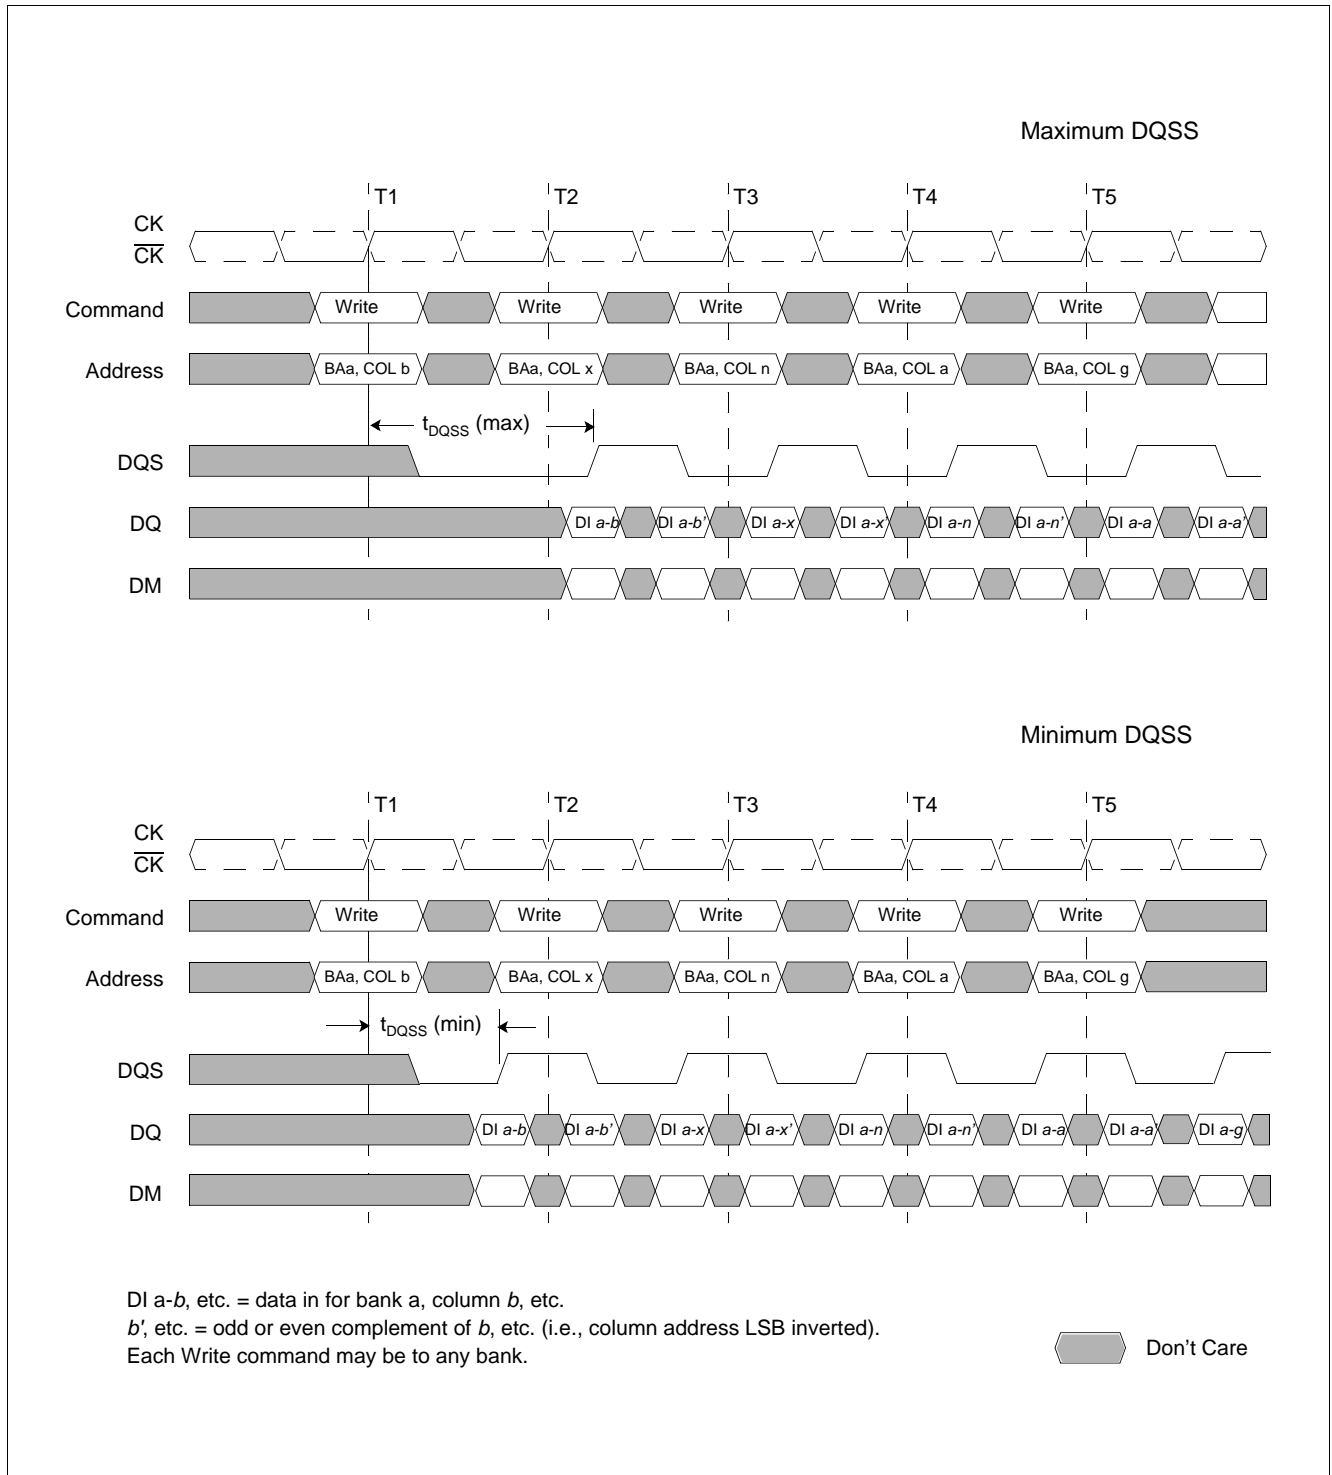 Maximum DQSS
T1 T2 T3 T4 T5
CK
CK
Command Write Write Write Write Write
Address BAa, COL b BAa, COL x BAa, COL n BAa, COL a BAa, COL g
tDQSS (max)
DQS
DQ DI a-b DI a-b' DI a-x DI a-x' DI a-n DI a-n' DI a-a DI a-a'
DM
Minimum DQSS
T1 T2 T3 T4 T5
CK
CK
Command Write Write Write Write Write
Address BAa, COL b BAa, COL x BAa, COL n BAa, COL a BAa, COL g
tDQSS (min)
DQS
DQ DI a-b DI a-b' DI a-x DI a-x' DI a-n DI a-n' DI a-a DI a-a' DI a-g
DM
DI a-b, etc. = data in for bank a, column b, etc.
b', etc. = odd or even complement of b, etc. (i.e., column address LSB inverted).
Each Write command may be to any bank.
Don't Care